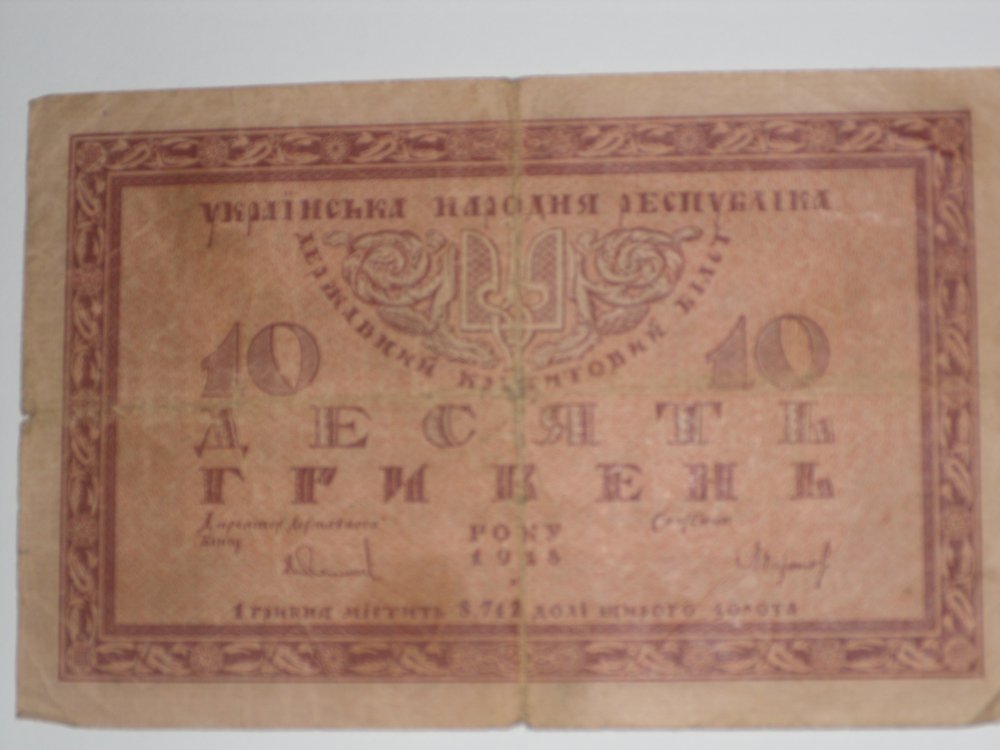 УКРАЇНСЬКА НАРОДНЯ РЕСПУБЛІКА
ДЕРЖАВНИЙ КРЕДИТОВИЙ БІЛЕТ
10 10
ДЕСЯТЬ
ГРИВЕНЬ
Директор Державного
Банку
Скарбник
РОКУ
1918
1 гривня містить 8,712 долі щирого золота